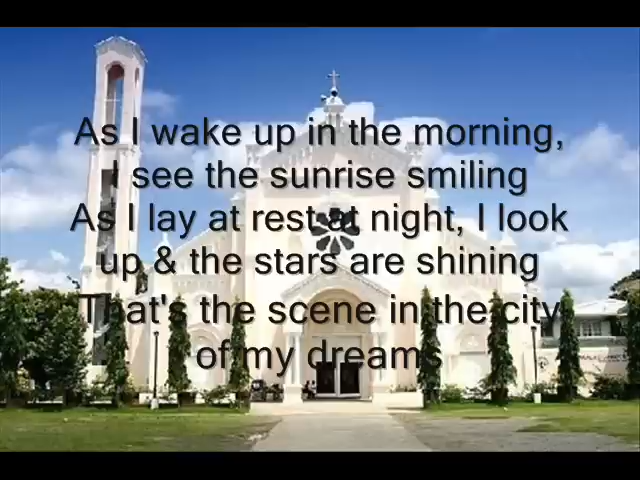 As I wake up in the morning,
I see the sunrise smiling
As I lay at rest at night, I look
up & the stars are shining
That's the scene in the city
of my dreams